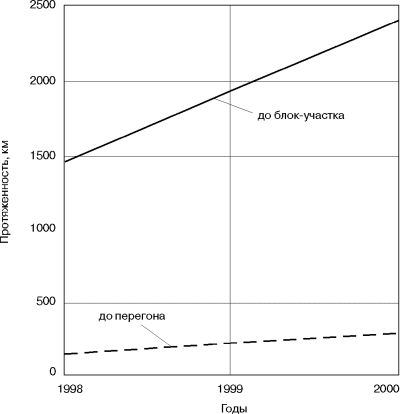 2500
2000
1500
1000
500
0
Протяженность, км
до блок-участка
до перегона
1998
1999
2000
Годы